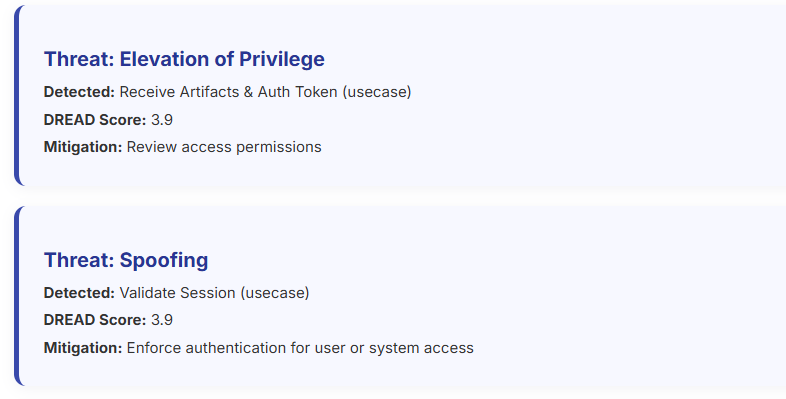 Threat: Elevation of Privilege
Detected: Receive Artifacts & Auth Token (usecase)
DREAD Score: 3.9
Mitigation: Review access permissions
Threat: Spoofing
Detected: Validate Session (usecase)
DREAD Score: 3.9
Mitigation: Enforce authentication for user or system access